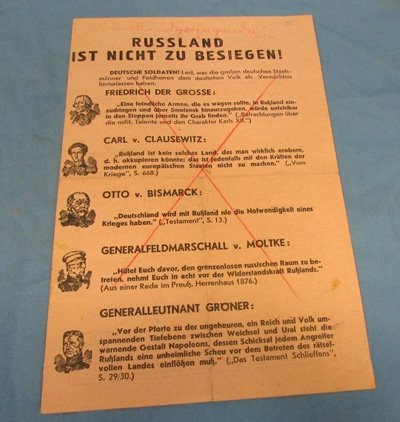 RUSSLAND
IST NICHT ZU BESIEGEN!
DEUTSCHE SOLDATEN! Lest, was die großen deutschen Staats-
männer und Feldherren dem deutschen Volk als Vermächtnis
hinterlassen haben.
FRIEDRICH DER GROSSE:
„Eine feindliche Armee, die es wagen sollte, in Rußland ein-
zudringen und über Smolensk hinauszugehen, würde unfehlbar
in den Steppen jenseits ihr Grab finden.“ („Betrachtungen über
die milit. Talente und den Charakter Karls XII.“)
CARL v. CLAUSEWITZ:
„Rußland ist kein solches Land, das man wirklich erobern,
d. h. okkupieren könnte; das ist jedenfalls mit den Kräften der
modernen europäischen Staaten nicht zu machen.“ („Vom
Kriege“, S. 668.)
OTTO v. BISMARCK:
„Deutschland wird mit Rußland nie die Notwendigkeit eines
Krieges haben.“ („Testament“, S. 13.)
GENERALFELDMARSCHALL v. MOLTKE:
„Hütet Euch davor, den grenzenlosen russischen Raum zu be-
treten, nehmt Euch in acht vor der Widerstandskraft Rußlands.“
(Aus einer Rede im Preuß. Herrenhaus 1876.)
GENERALLEUTNANT GRÖNER:
„Vor der Pforte zu der ungeheuren, ein Reich und Volk um-
spannenden Tiefebene zwischen Weichsel und Ural steht die
warnende Gestalt Napoleons, dessen Schicksal jedem Angreifer
Rußlands eine unheimliche Scheu vor dem Betreten des rätsel-
vollen Landes einflößen muß.“ („Das Testament Schlieffens“,
S. 29/30.)